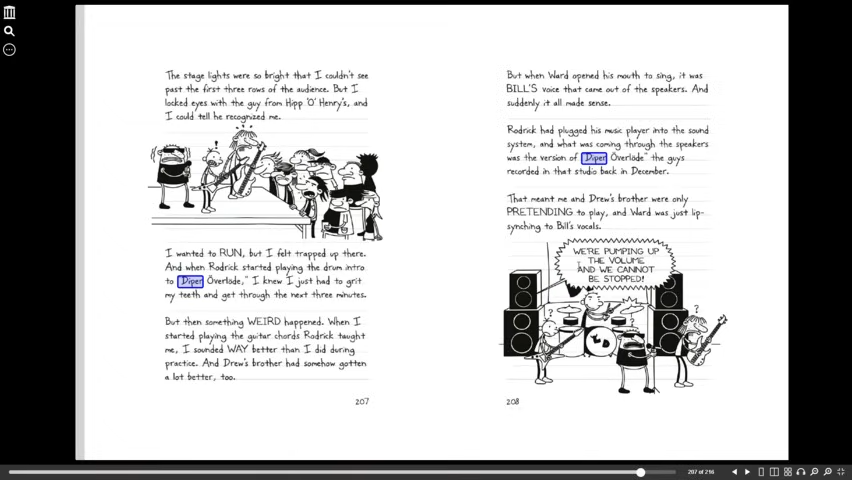 The stage lights were so bright that I couldn't see
past the first three rows of the audience. But I
locked eyes with the guy from Hipp 'O' Henry's, and
I could tell he recognized me.
!
I wanted to RUN, but I felt trapped up there.
And when Rodrick started playing the drum intro
to "Diper Överlöde," I knew I just had to grit
my teeth and get through the next three minutes.
But then something WEIRD happened. When I
started playing the guitar chords Rodrick taught
me, I sounded WAY better than I did during
practice. And Drew's brother had somehow gotten
a lot better, too.
207
But when Ward opened his mouth to sing, it was
BILL'S voice that came out of the speakers. And
suddenly it all made sense.
Rodrick had plugged his music player into the sound
system, and what was coming through the speakers
was the version of "Diper Överlöde" the guys
recorded in that studio back in December.
That meant me and Drew's brother were only
PRETENDING to play, and Ward was just lip-
synching to Bill's vocals.
WE'RE PUMPING UP
THE VOLUME
AND WE CANNOT
BE STOPPED!
?
?
?
208
207 of 216